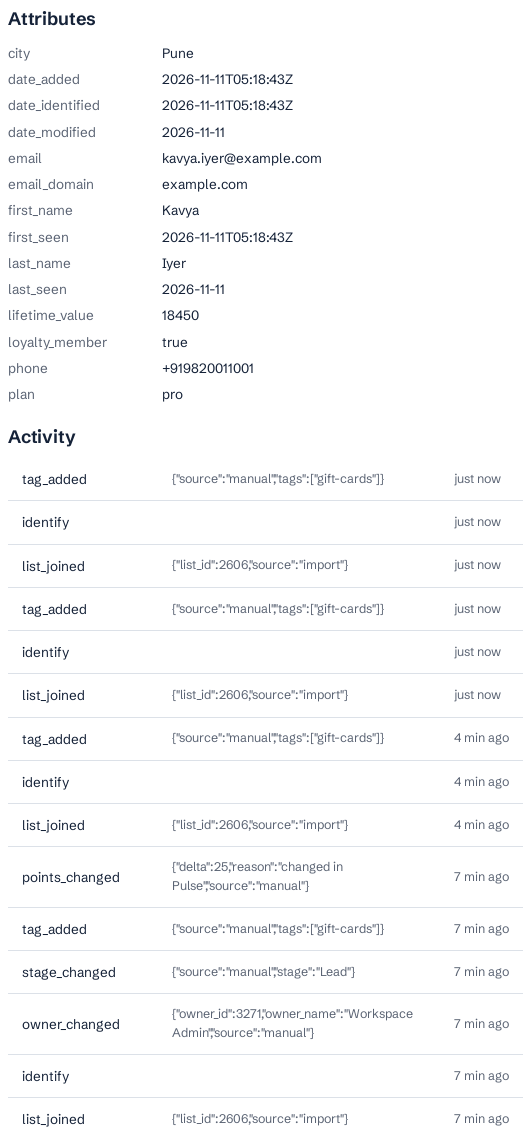 Attributes
city Pune
date_added 2026-11-11T05:18:43Z
date_identified 2026-11-11T05:18:43Z
date_modified 2026-11-11
email kavya.iyer@example.com
email_domain example.com
first_name Kavya
first_seen 2026-11-11T05:18:43Z
last_name Iyer
last_seen 2026-11-11
lifetime_value 18450
loyalty_member true
phone +919820011001
plan pro
Activity
tag_added {"source":"manual","tags":["gift-cards"]} just now
identify just now
list_joined {"list_id":2606,"source":"import"} just now
tag_added {"source":"manual","tags":["gift-cards"]} just now
identify just now
list_joined {"list_id":2606,"source":"import"} just now
tag_added {"source":"manual","tags":["gift-cards"]} 4 min ago
identify 4 min ago
list_joined {"list_id":2606,"source":"import"} 4 min ago
points_changed {"delta":25,"reason":"changed in
Pulse","source":"manual"} 7 min ago
tag_added {"source":"manual","tags":["gift-cards"]} 7 min ago
stage_changed {"source":"manual","stage":"Lead"} 7 min ago
owner_changed {"owner_id":3271,"owner_name":"Workspace
Admin","source":"manual"} 7 min ago
identify 7 min ago
list_joined {"list_id":2606,"source":"import"} 7 min ago